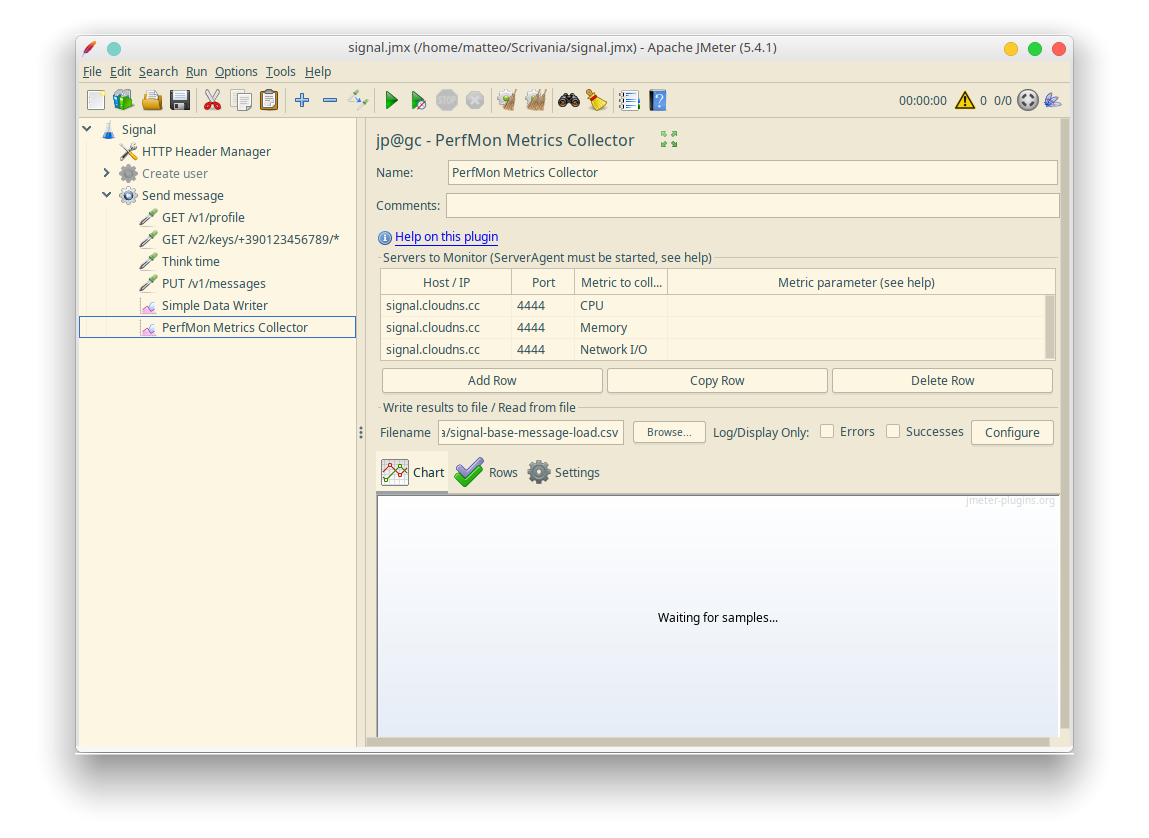 signal.jmx (/home/matteo/Scrivania/signal.jmx) - Apache JMeter (5.4.1)
File Edit Search Run Options Tools Help
STOP
00:00:00 0 0/0
Signal
HTTP Header Manager
Create user
Send message
GET /v1/profile
GET /v2/keys/+390123456789/*
Think time
PUT /v1/messages
Simple Data Writer
PerfMon Metrics Collector
jp@gc - PerfMon Metrics Collector
Name: PerfMon Metrics Collector
Comments:
Help on this plugin
Servers to Monitor (ServerAgent must be started, see help)
Host / IP Port Metric to coll... Metric parameter (see help)
signal.cloudns.cc 4444 CPU
signal.cloudns.cc 4444 Memory
signal.cloudns.cc 4444 Network I/O
Add Row Copy Row Delete Row
Write results to file / Read from file
Filename a/signal-base-message-load.csv Browse... Log/Display Only: Errors Successes Configure
Chart Rows Settings
jmeter-plugins.org
Waiting for samples...